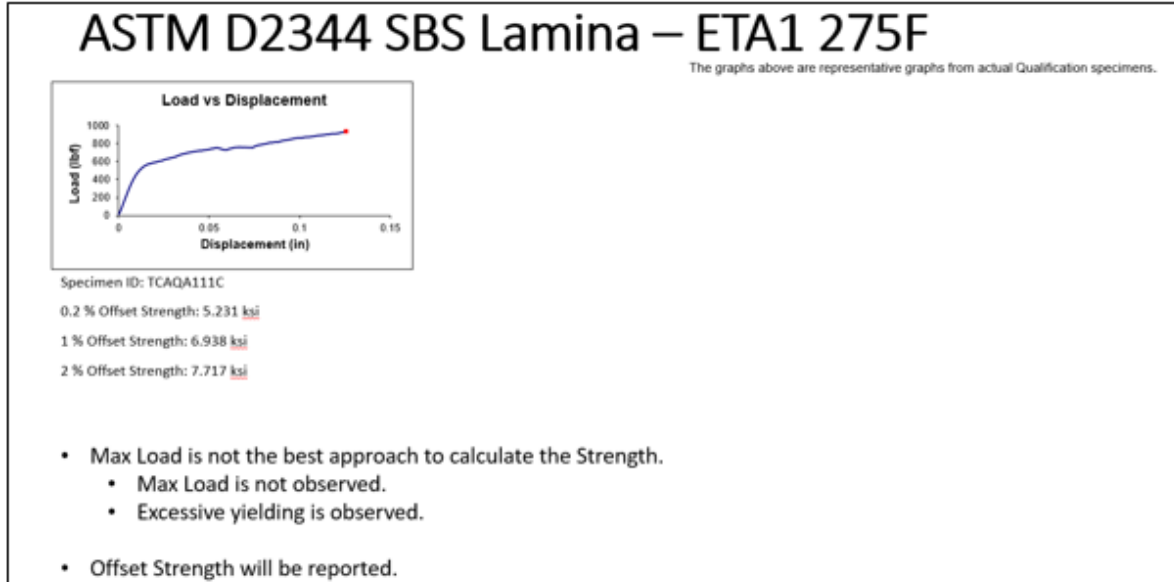 ASTM D2344 SBS Lamina – ETA1 275F
The graphs above are representative graphs from actual Qualification specimens.
Load vs Displacement
Load (lbf)
1000
800
600
400
200
0
0 0.05 0.1 0.15
Displacement (in)
Specimen ID: TCAQA111C
0.2 % Offset Strength: 5.231 ksi
1 % Offset Strength: 6.938 ksi
2 % Offset Strength: 7.717 ksi
• Max Load is not the best approach to calculate the Strength.
• Max Load is not observed.
• Excessive yielding is observed.
• Offset Strength will be reported.